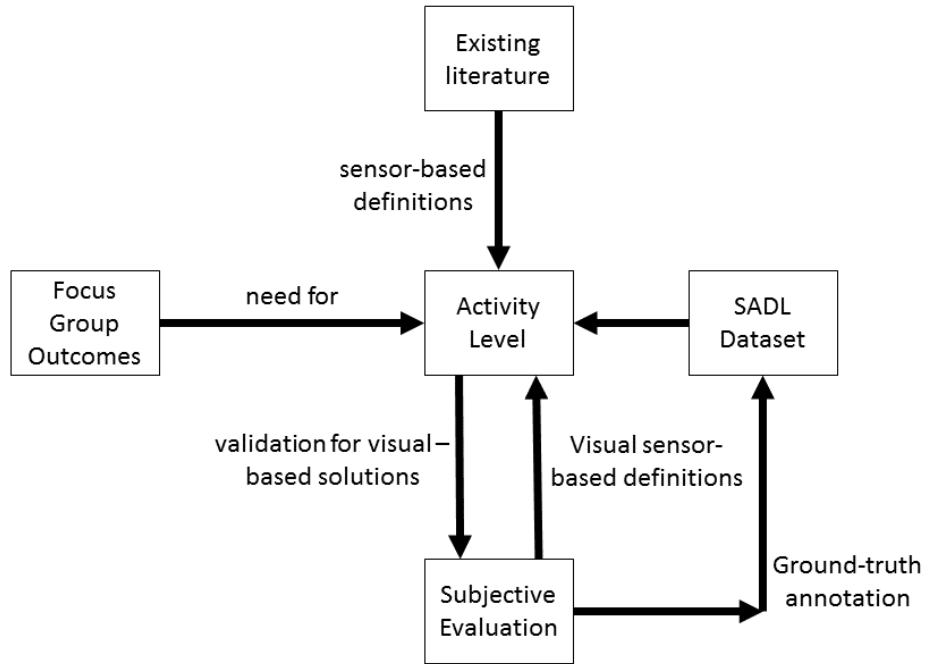 Existing
literature
sensor-based
definitions
Focus
Group
Outcomes
need for
Activity
Level
SADL
Dataset
validation for visual–
based solutions
Visual sensor-
based definitions
Subjective
Evaluation
Ground-truth
annotation